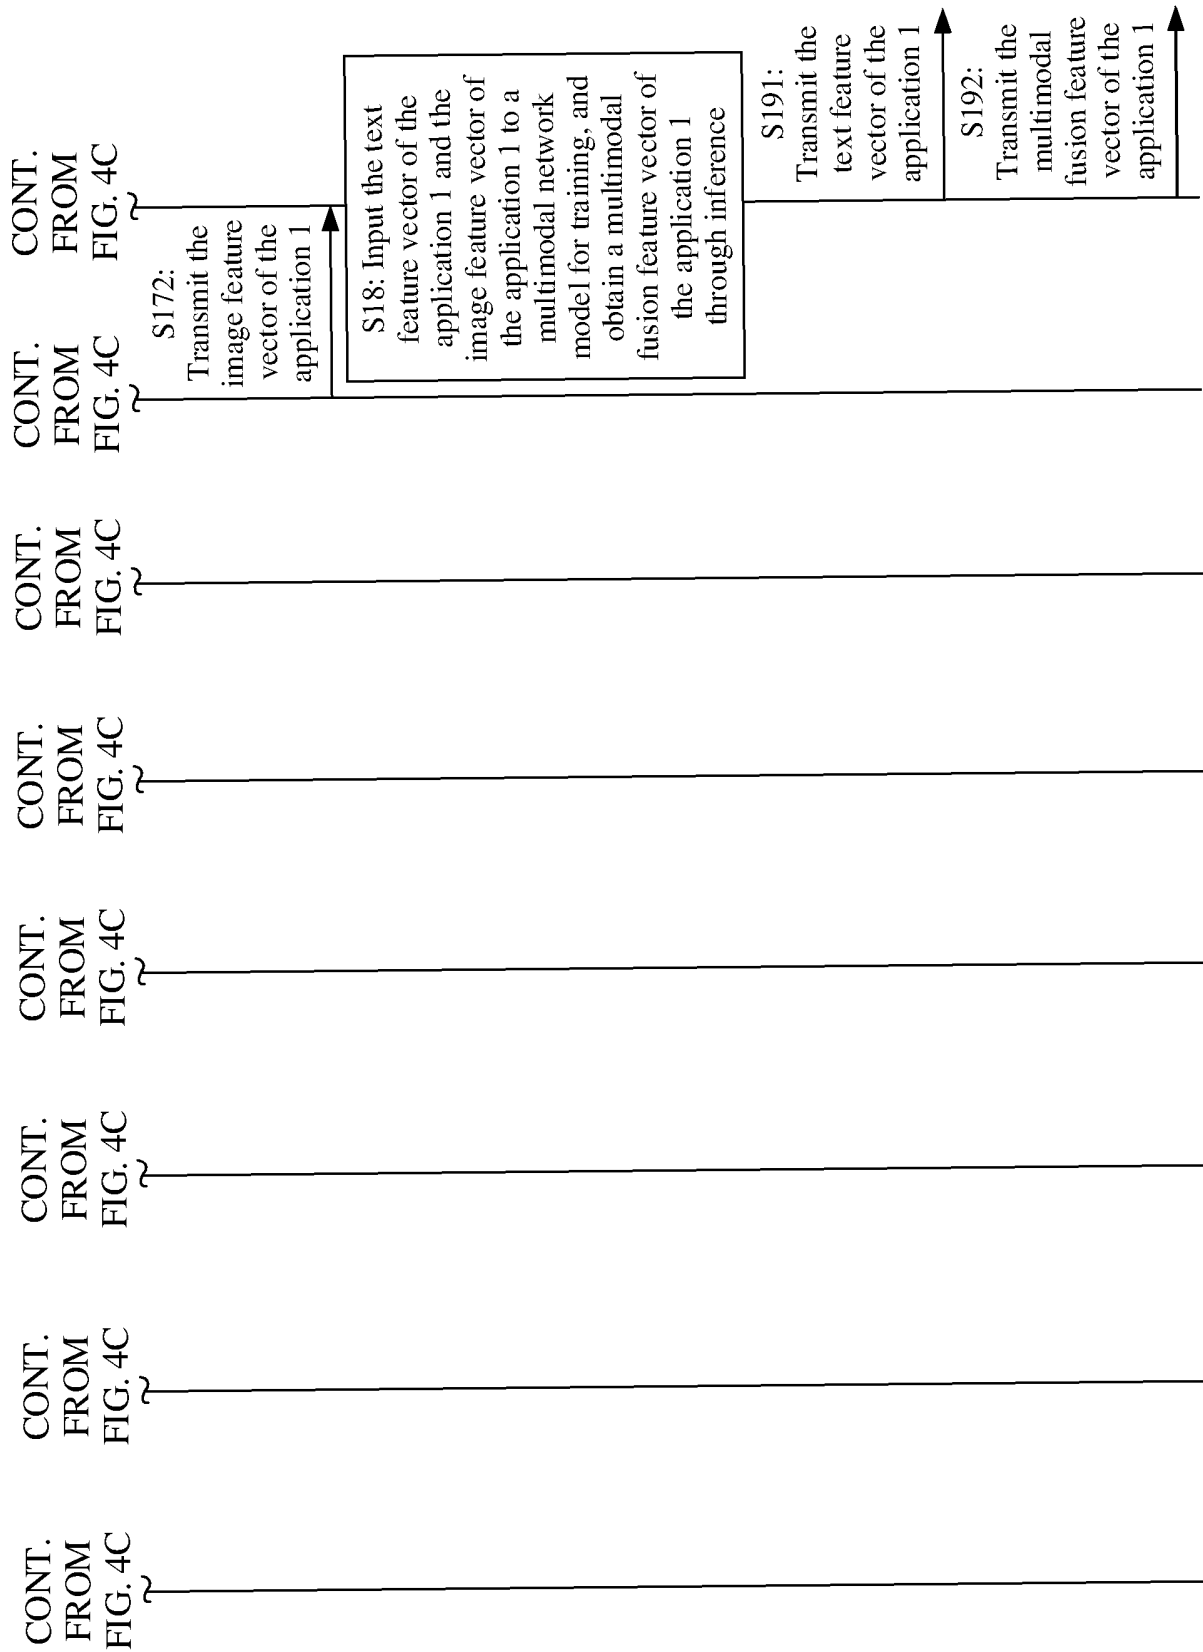 CONT.
FROM
FIG. 4C
CONT.
FROM
FIG. 4C
CONT.
FROM
FIG. 4C
CONT.
FROM
FIG. 4C
CONT.
FROM
FIG. 4C
CONT.
FROM
FIG. 4C
CONT.
FROM
FIG. 4C
CONT.
FROM
FIG. 4C
S172:
Transmit the
image feature
vector of the
application 1
S18: Input the text
feature vector of the
application 1 and the
image feature vector of
the application 1 to a
multimodal network
model for training, and
obtain a multimodal
fusion feature vector of
the application 1
through inference
S191:
Transmit the
text feature
vector of the
application 1
S192:
Transmit the
multimodal
fusion feature
vector of the
application 1